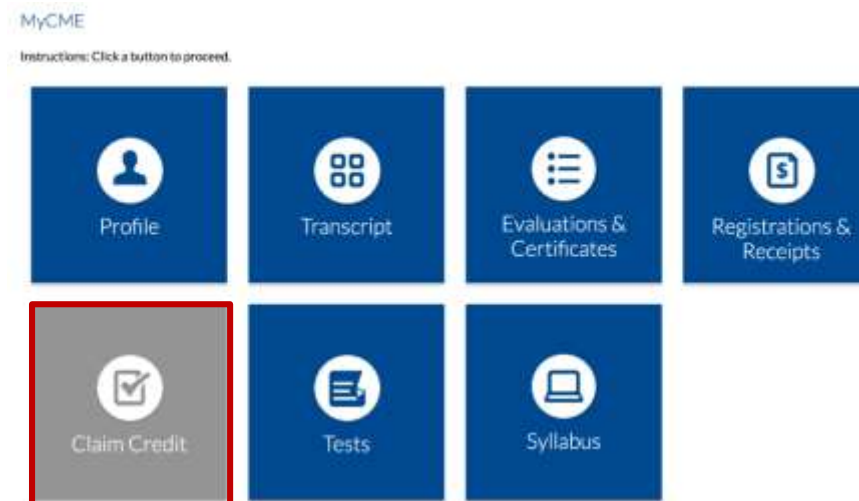 MyCME
Instructions: Click a button to proceed.
Profile
Transcript
Evaluations &
Certificates
Registrations &
Receipts
Claim Credit
Tests
Syllabus